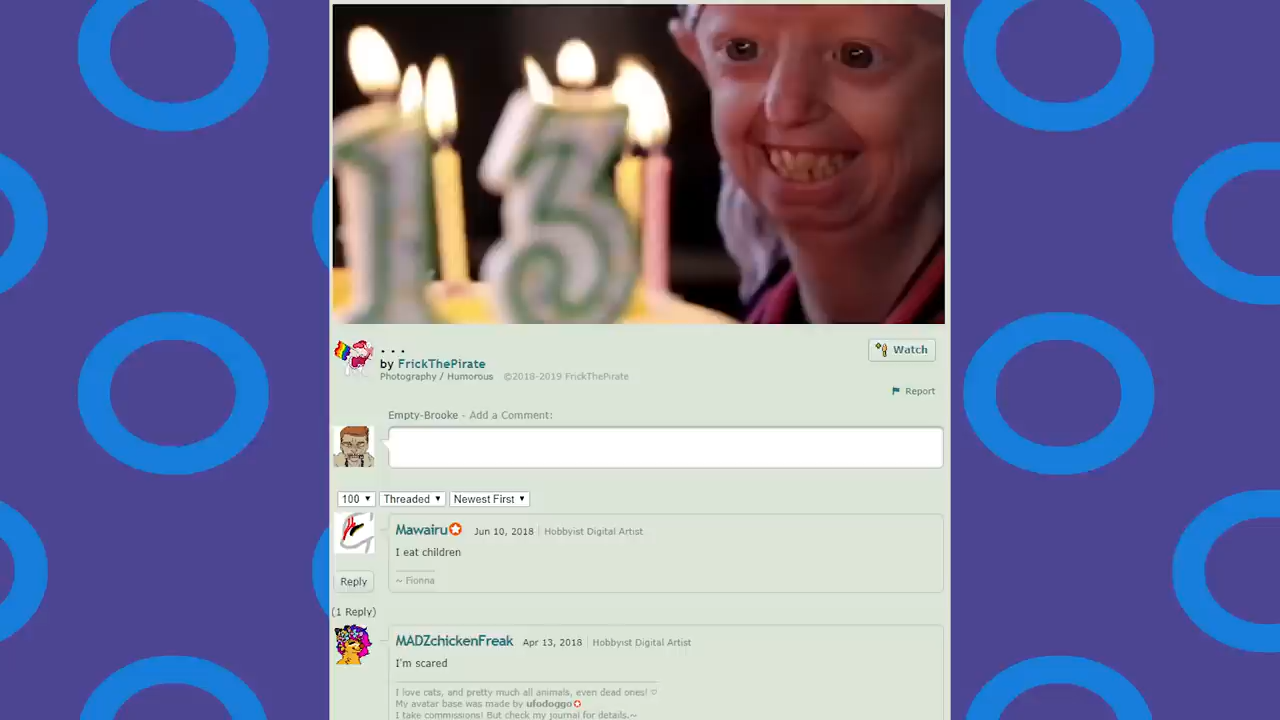 13
. . .
by FrickThePirate
Photography / Humorous ©2018-2019 FrickThePirate
Watch
Report
Empty-Brooke - Add a Comment:
100 ▼ Threaded ▼ Newest First ▼
Mawairu Jun 10, 2018 Hobbyist Digital Artist
I eat children
~ Fionna
Reply
(1 Reply)
MADZchickenFreak Apr 13, 2018 Hobbyist Digital Artist
I'm scared
I love cats, and pretty much all animals, even dead ones! ♡
My avatar base was made by ufodoggo
I take commissions! But check my journal for details.~